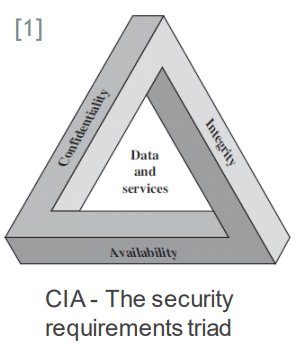 [1]
Confidentiality
Integrity
Data
and
services
Availability
CIA - The security
requirements triad